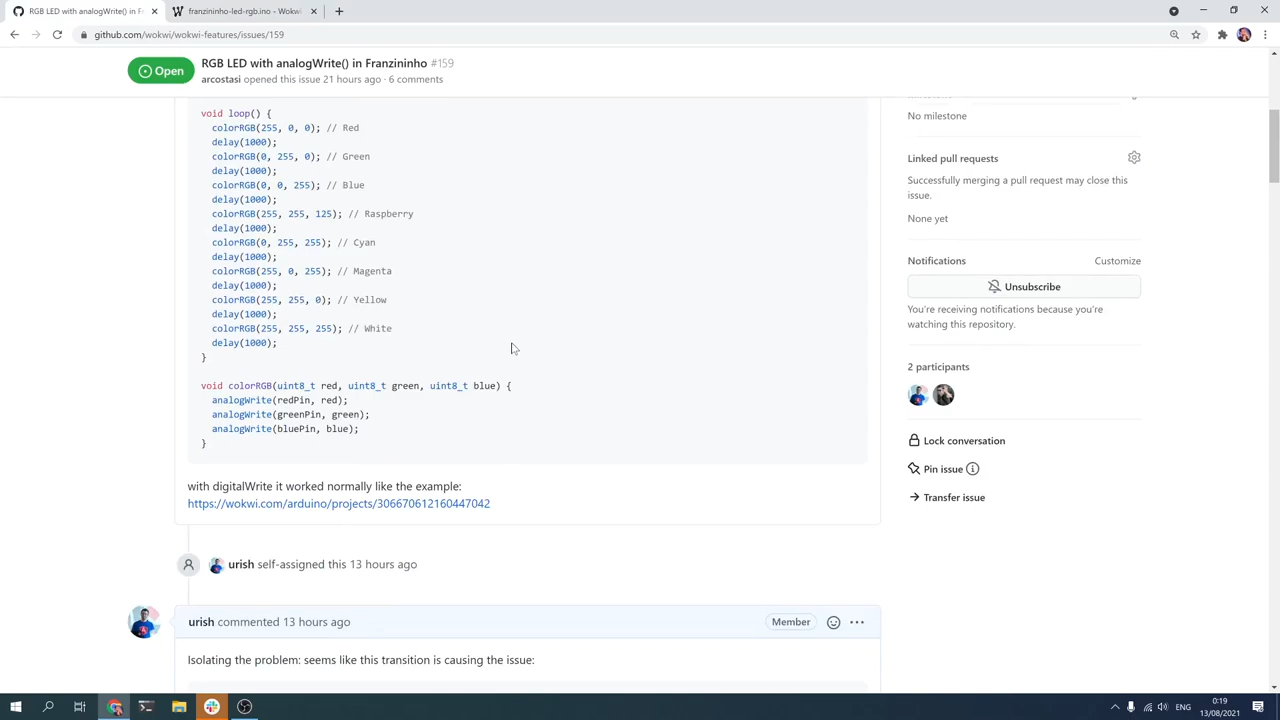 RGB LED with analogWrite() in F
franzininho-led-rgb.ino - Wokwi
github.com/wokwi/wokwi-features/issues/159
Open
RGB LED with analogWrite() in Franzininho #159
arcostasi opened this issue 21 hours ago · 6 comments
void loop() {
colorRGB(255, 0, 0); // Red
delay(1000);
colorRGB(0, 255, 0); // Green
delay(1000);
colorRGB(0, 0, 255); // Blue
delay(1000);
colorRGB(255, 255, 125); // Raspberry
delay(1000);
colorRGB(0, 255, 255); // Cyan
delay(1000);
colorRGB(255, 0, 255); // Magenta
delay(1000);
colorRGB(255, 255, 0); // Yellow
delay(1000);
colorRGB(255, 255, 255); // White
delay(1000);
}
void colorRGB(uint8_t red, uint8_t green, uint8_t blue) {
analogWrite(redPin, red);
analogWrite(greenPin, green);
analogWrite(bluePin, blue);
}
with digitalWrite it worked normally like the example:
https://wokwi.com/arduino/projects/306670612160447042
urish self-assigned this 13 hours ago
urish commented 13 hours ago
Member
Isolating the problem: seems like this transition is causing the issue:
No milestone
Linked pull requests
Successfully merging a pull request may close this
issue.
None yet
Notifications
Customize
Unsubscribe
You're receiving notifications because you're
watching this repository.
2 participants
Lock conversation
Pin issue
Transfer issue
ENG
0:19
13/08/2021